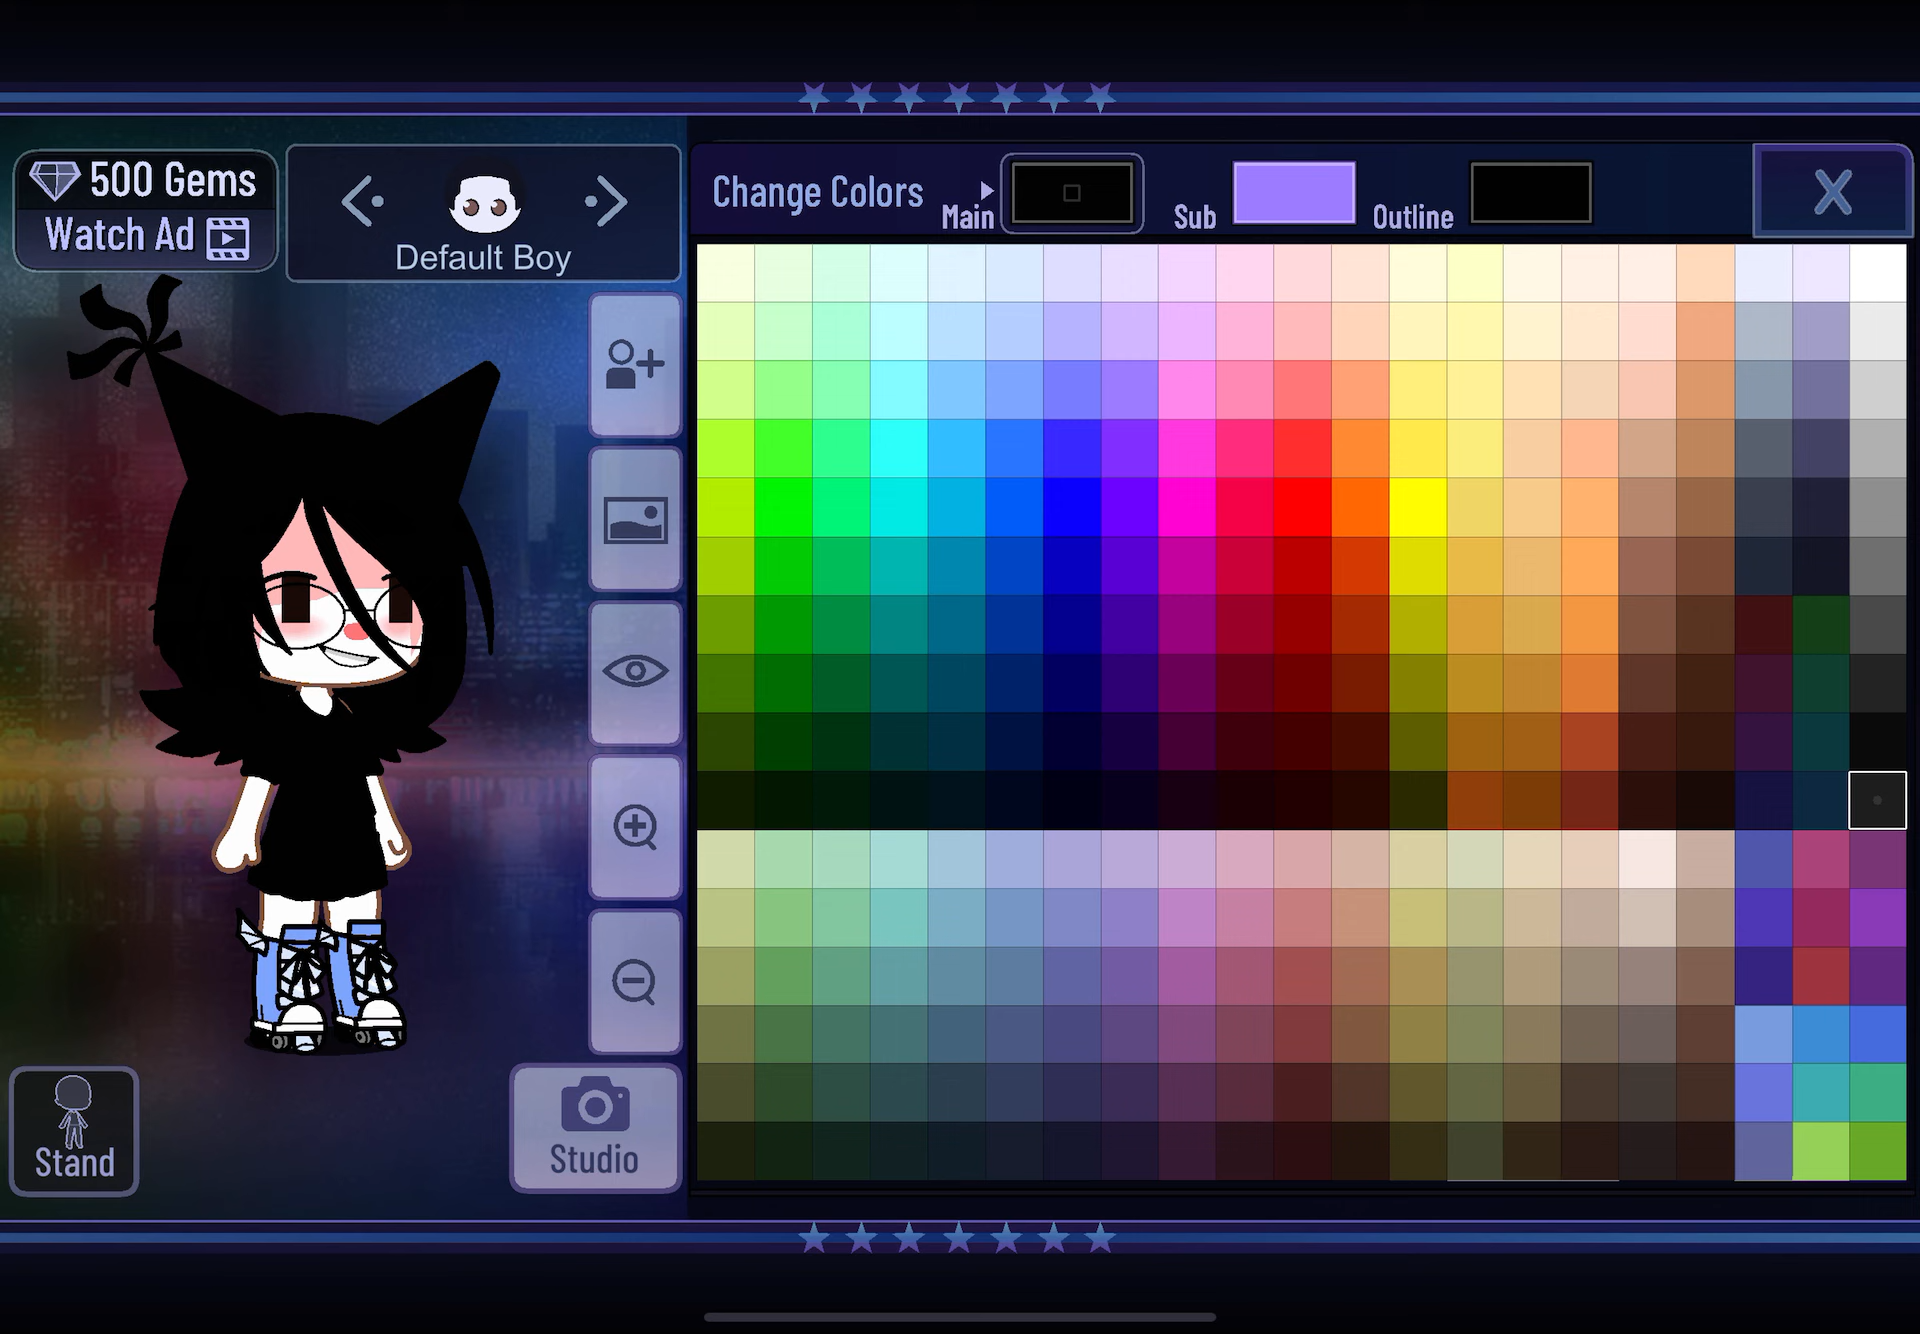 500 Gems
Watch Ad
Default Boy
Change Colors
Main
Sub
Outline
X
Stand
Studio